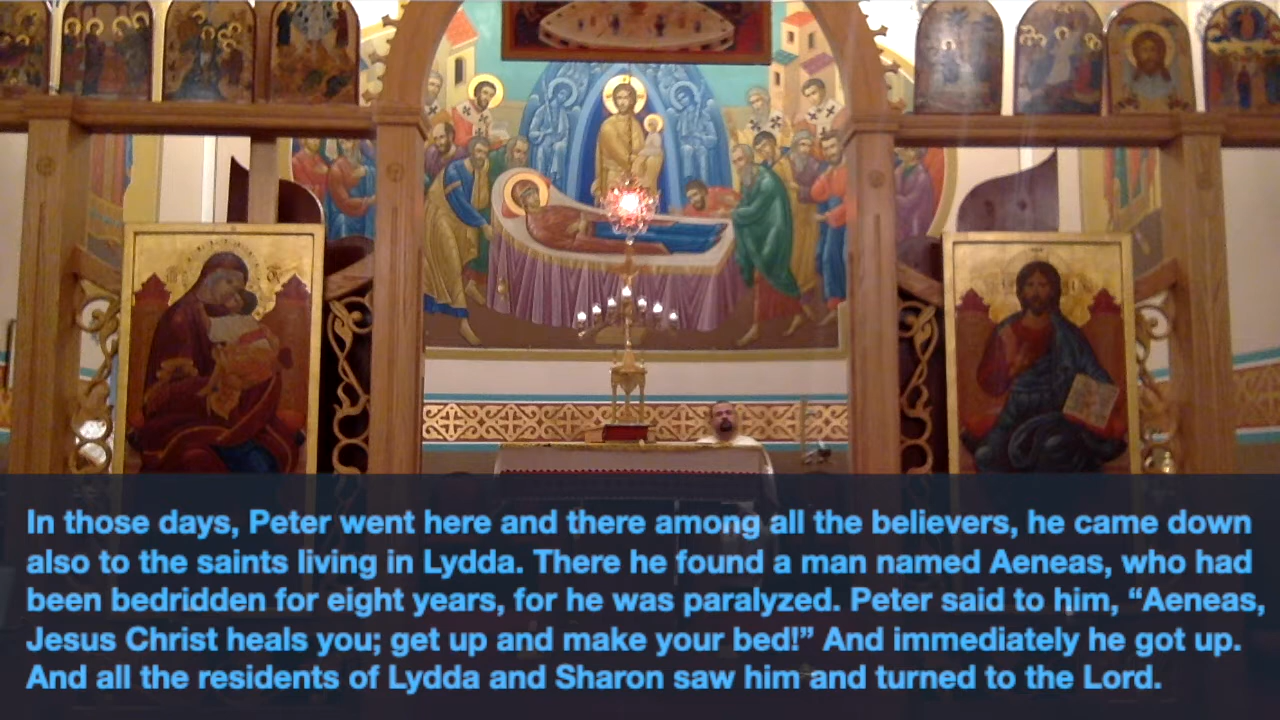 In those days, Peter went here and there among all the believers, he came down
also to the saints living in Lydda. There he found a man named Aeneas, who had
been bedridden for eight years, for he was paralyzed. Peter said to him, “Aeneas,
Jesus Christ heals you; get up and make your bed!” And immediately he got up.
And all the residents of Lydda and Sharon saw him and turned to the Lord.